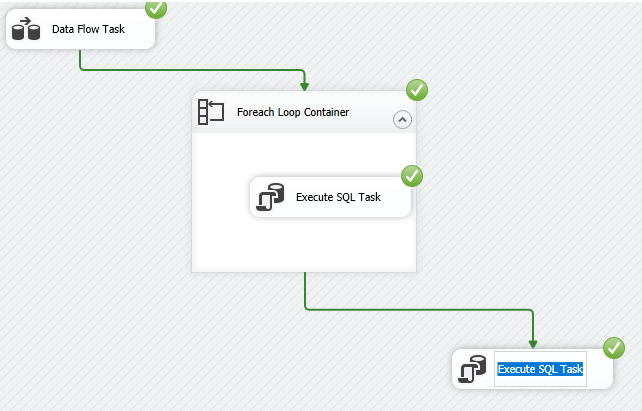 Data Flow Task
Foreach Loop Container
Execute SQL Task
Execute SQL Task